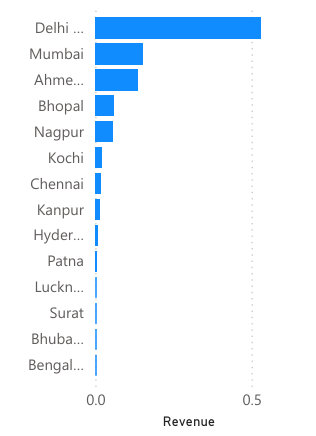 Delhi ...
Mumbai
Ahme...
Bhopal
Nagpur
Kochi
Chennai
Kanpur
Hyder...
Patna
Luckn...
Surat
Bhuba...
Bengal...
0.0 0.5
Revenue